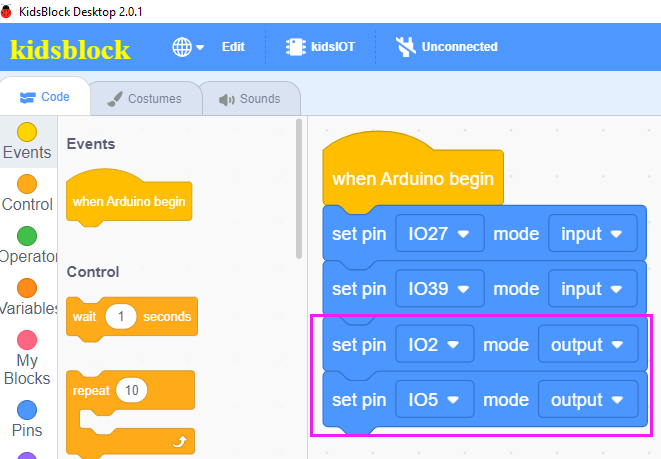 KidsBlock Desktop 2.0.1
kidsblock Edit kidsIOT Unconnected
Code Costumes Sounds
Events
Control
Operator
Variables
My
Blocks
Pins
Events
when Arduino begin
Control
wait 1 seconds
repeat 10
when Arduino begin
set pin IO27 mode input
set pin IO39 mode input
set pin IO2 mode output
set pin IO5 mode output